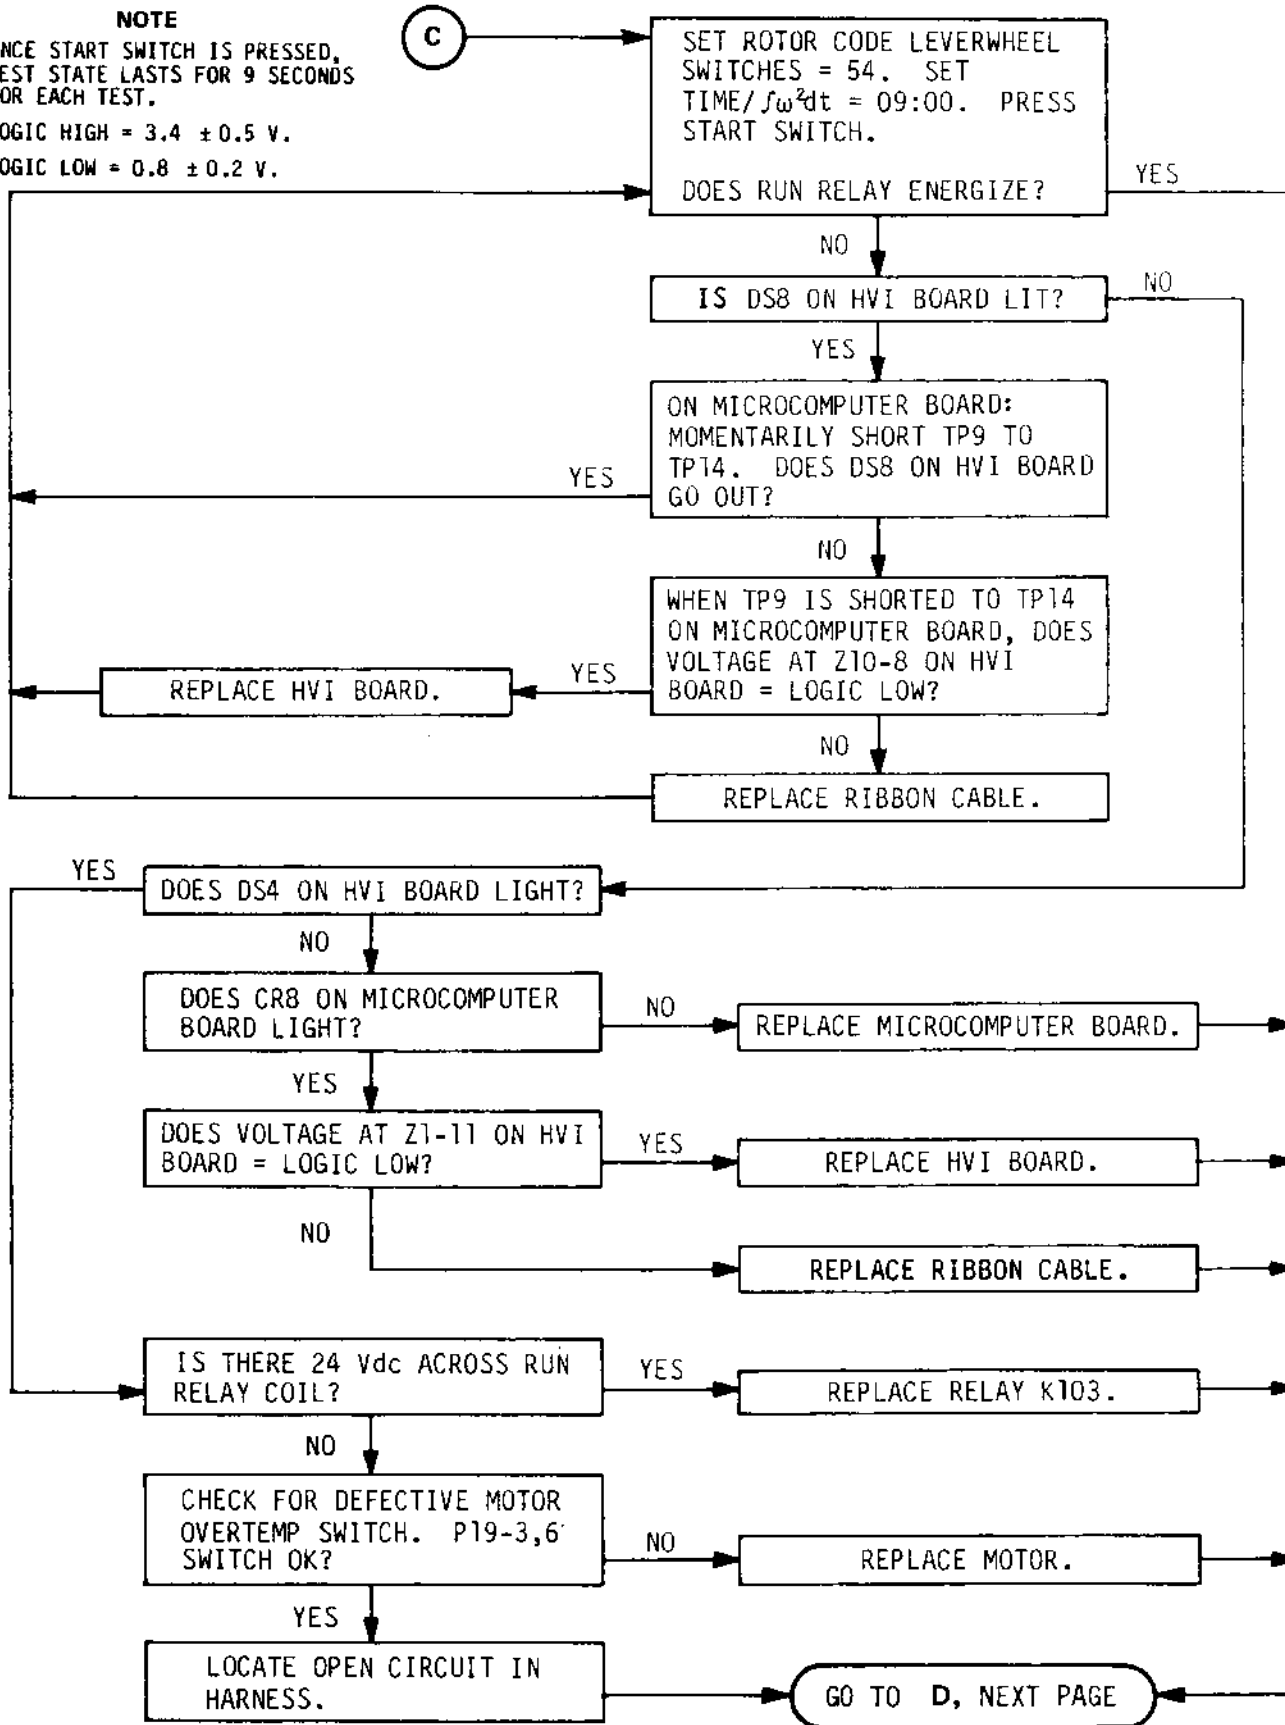 NOTE
NCE START SWITCH IS PRESSED,
EST STATE LASTS FOR 9 SECONDS
OR EACH TEST.
OGIC HIGH = 3.4 ±0.5 V.
OGIC LOW = 0.8 ±0.2 V.
C
SET ROTOR CODE LEVERWHEEL
SWITCHES = 54. SET
TIME/∫ω²dt = 09:00. PRESS
START SWITCH.
DOES RUN RELAY ENERGIZE?
YES
NO
IS DS8 ON HVI BOARD LIT?
NO
YES
ON MICROCOMPUTER BOARD:
MOMENTARILY SHORT TP9 TO
TP14. DOES DS8 ON HVI BOARD
GO OUT?
YES
NO
WHEN TP9 IS SHORTED TO TP14
ON MICROCOMPUTER BOARD, DOES
VOLTAGE AT Z10-8 ON HVI
BOARD = LOGIC LOW?
YES
REPLACE HVI BOARD.
NO
REPLACE RIBBON CABLE.
YES
DOES DS4 ON HVI BOARD LIGHT?
NO
DOES CR8 ON MICROCOMPUTER
BOARD LIGHT?
NO
REPLACE MICROCOMPUTER BOARD.
YES
DOES VOLTAGE AT Z1-11 ON HVI
BOARD = LOGIC LOW?
YES
REPLACE HVI BOARD.
NO
REPLACE RIBBON CABLE.
IS THERE 24 Vdc ACROSS RUN
RELAY COIL?
YES
REPLACE RELAY K103.
NO
CHECK FOR DEFECTIVE MOTOR
OVERTEMP SWITCH. P19-3,6
SWITCH OK?
NO
REPLACE MOTOR.
YES
LOCATE OPEN CIRCUIT IN
HARNESS.
GO TO D, NEXT PAGE